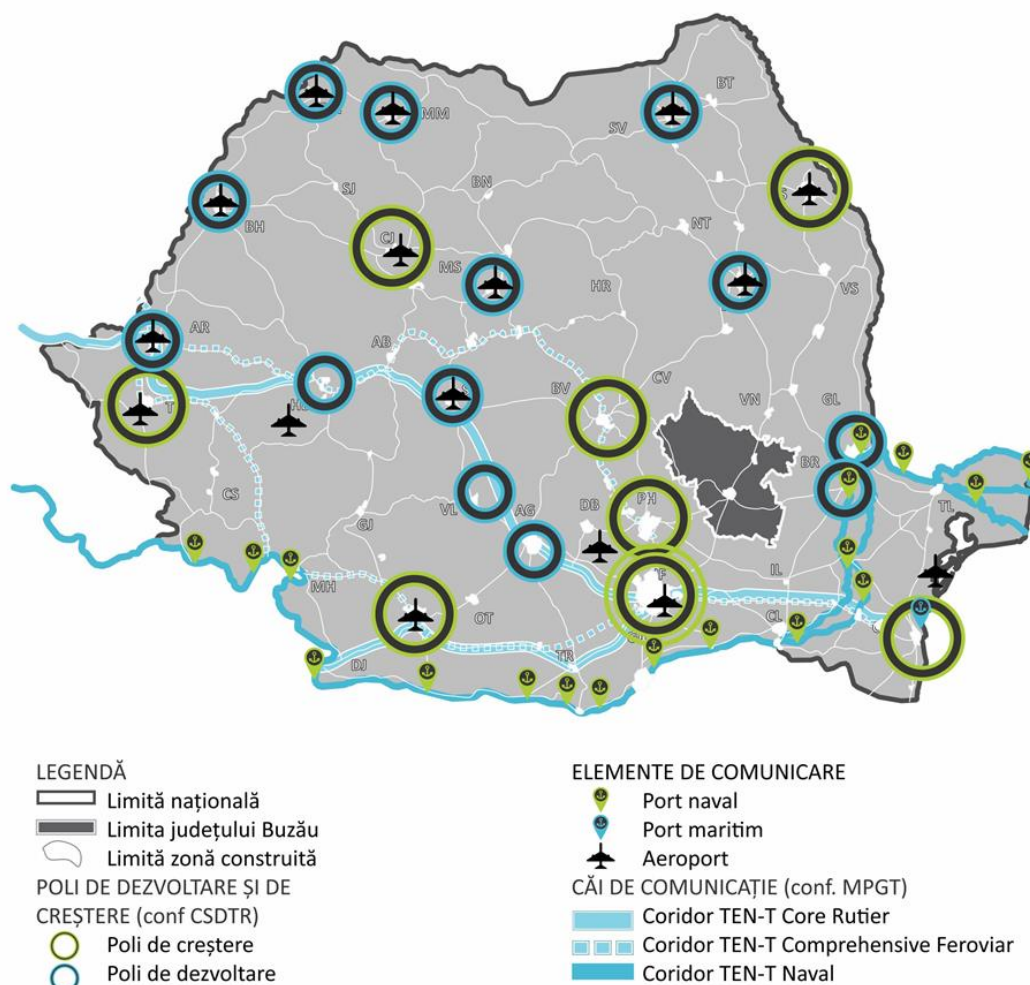 BT
MM
SV
SJ
BN
BH
NT
CJ
MS
VS
HR
AR
AB
BV
CV
VN
GL
BR
CS
VL
AG
DB
PH
TL
GJ
IL
MH
OT
CL
TR
DJ
LEGENDĂ
Limită națională
Limita județului Buzău
Limită zonă construită
POLI DE DEZVOLTARE ȘI DE
CREȘTERE (conf CSDTR)
Poli de creștere
Poli de dezvoltare
ELEMENTE DE COMUNICARE
Port naval
Port maritim
Aeroport
CĂI DE COMUNICAȚIE (conf. MPGT)
Coridor TEN-T Core Rutier
Coridor TEN-T Comprehensive Feroviar
Coridor TEN-T Naval